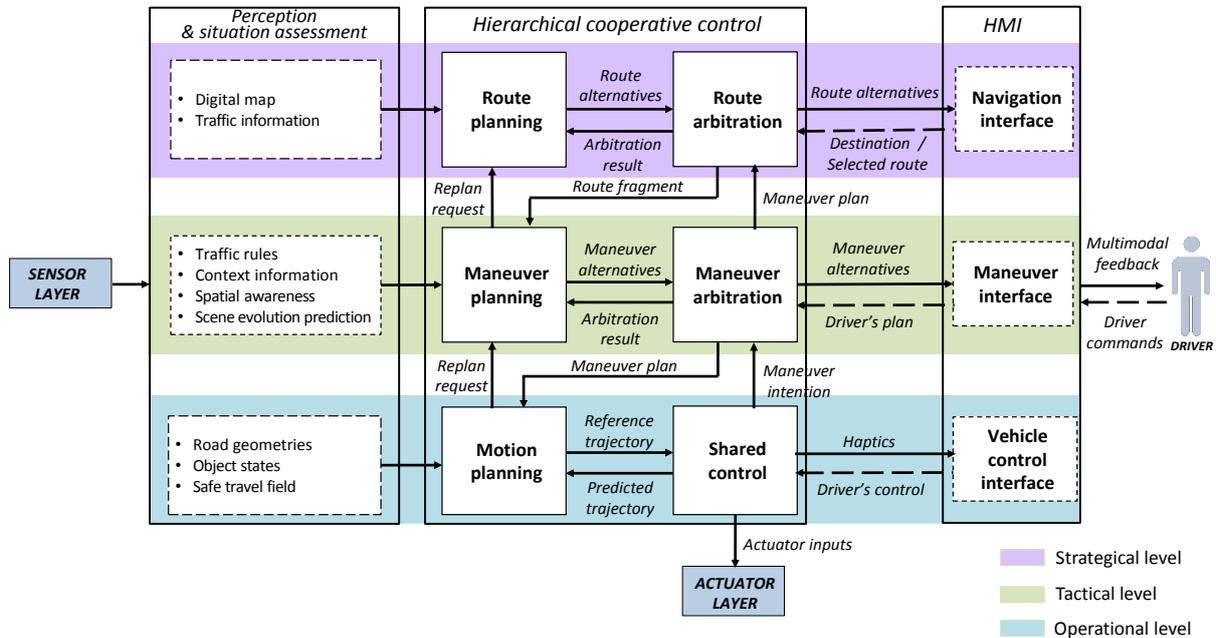 Perception
& situation assessment
Hierarchical cooperative control
HMI
• Digital map
• Traffic information
Route
planning
Route
alternatives
Arbitration
result
Route
arbitration
Route alternatives
Destination /
Selected route
Navigation
interface
Replan
request
Route fragment
Maneuver plan
SENSOR
LAYER
• Traffic rules
• Context information
• Spatial awareness
• Scene evolution prediction
Maneuver
planning
Maneuver
alternatives
Arbitration
result
Maneuver
arbitration
Maneuver
alternatives
Driver's plan
Maneuver
interface
Multimodal
feedback
Driver
commands
DRIVER
Replan
request
Maneuver plan
Maneuver
intention
• Road geometries
• Object states
• Safe travel field
Motion
planning
Reference
trajectory
Predicted
trajectory
Shared
control
Haptics
Driver's control
Vehicle
control
interface
Actuator inputs
ACTUATOR
LAYER
Strategical level
Tactical level
Operational level